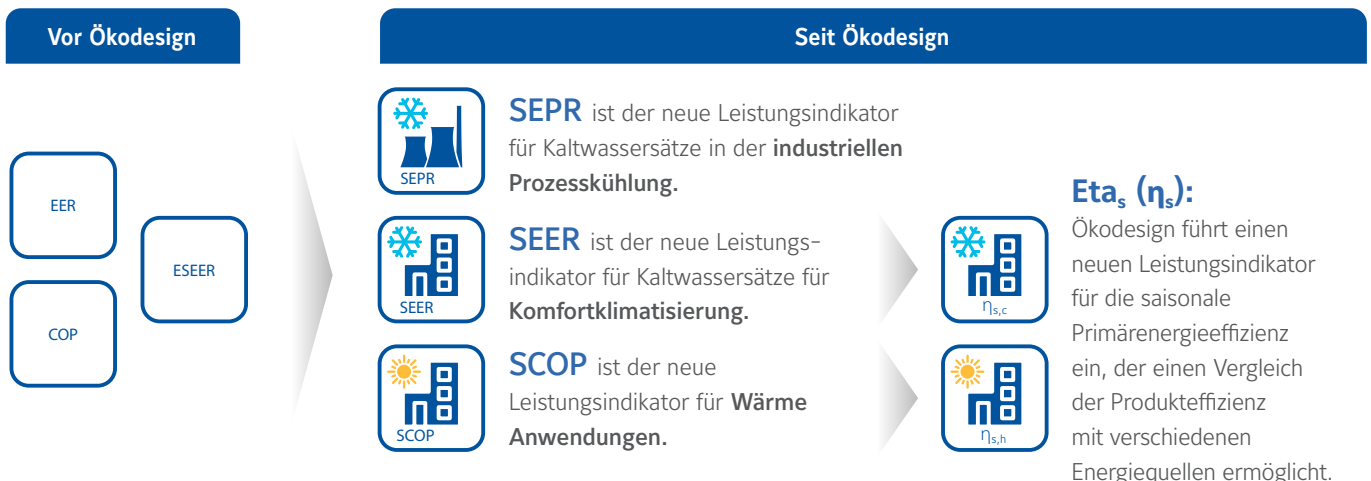 Vor Ökodesign
Seit Ökodesign
EER
COP
ESEER
SEPR
SEPR ist der neue Leistungsindikator
für Kaltwassersätze in der industriellen
Prozesskühlung.
SEER
SEER ist der neue Leistungs-
indikator für Kaltwassersätze für
Komfortklimatisierung.
SCOP
SCOP ist der neue
Leistungsindikator für Wärme
Anwendungen.
ηs,c
ηs,h
Etas (ηs):
Ökodesign führt einen
neuen Leistungsindikator
für die saisonale
Primärenergieeffizienz
ein, der einen Vergleich
der Produkteffizienz
mit verschiedenen
Energiequellen ermöglicht.